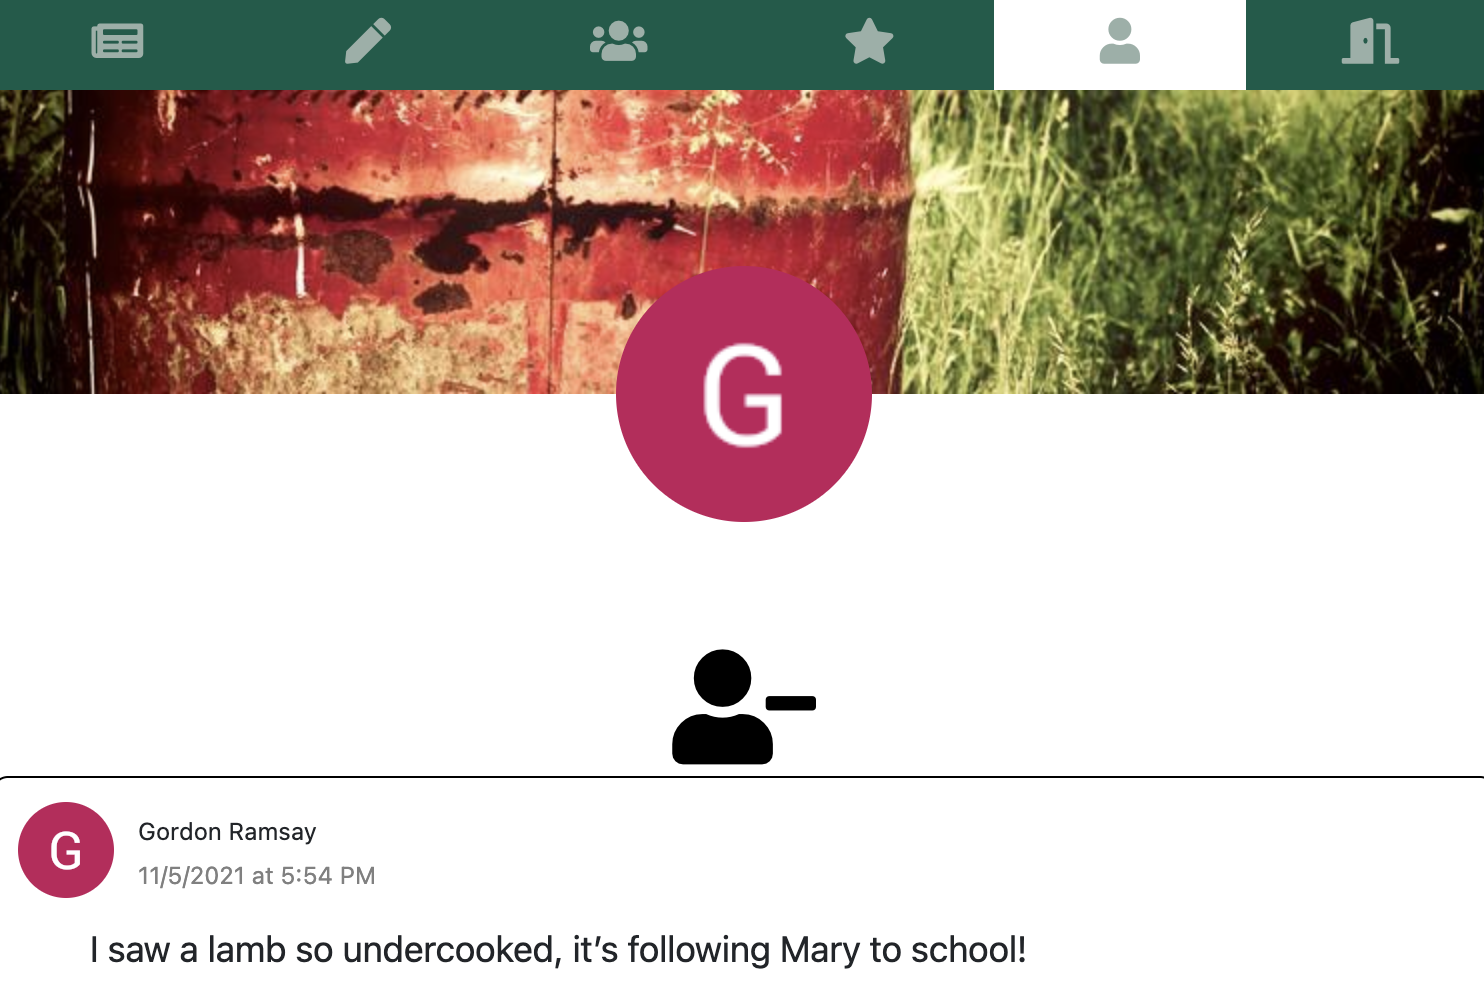 G
G
Gordon Ramsay
11/5/2021 at 5:54 PM
I saw a lamb so undercooked, it’s following Mary to school!